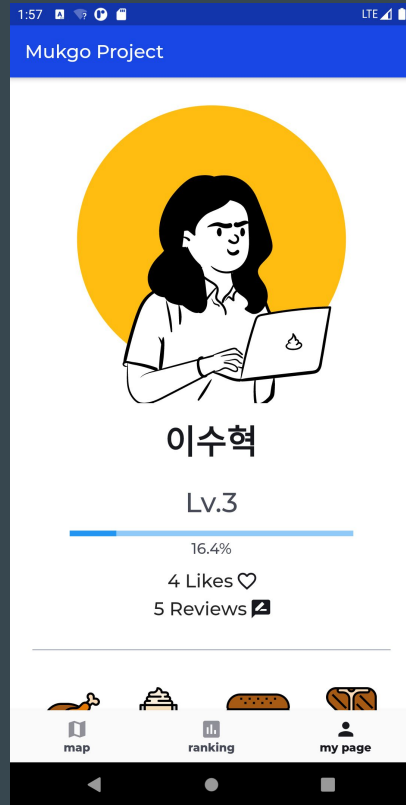 1:57
LTE
Mukgo Project
이수혁
Lv.3
16.4%
4 Likes
5 Reviews
map
ranking
my page